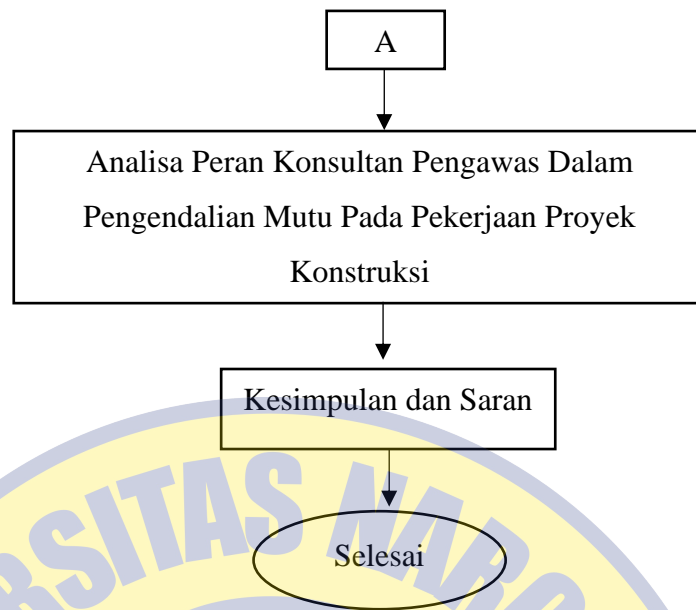 A
Analisa Peran Konsultan Pengawas Dalam
Pengendalian Mutu Pada Pekerjaan Proyek
Konstruksi
Kesimpulan dan Saran
Selesai